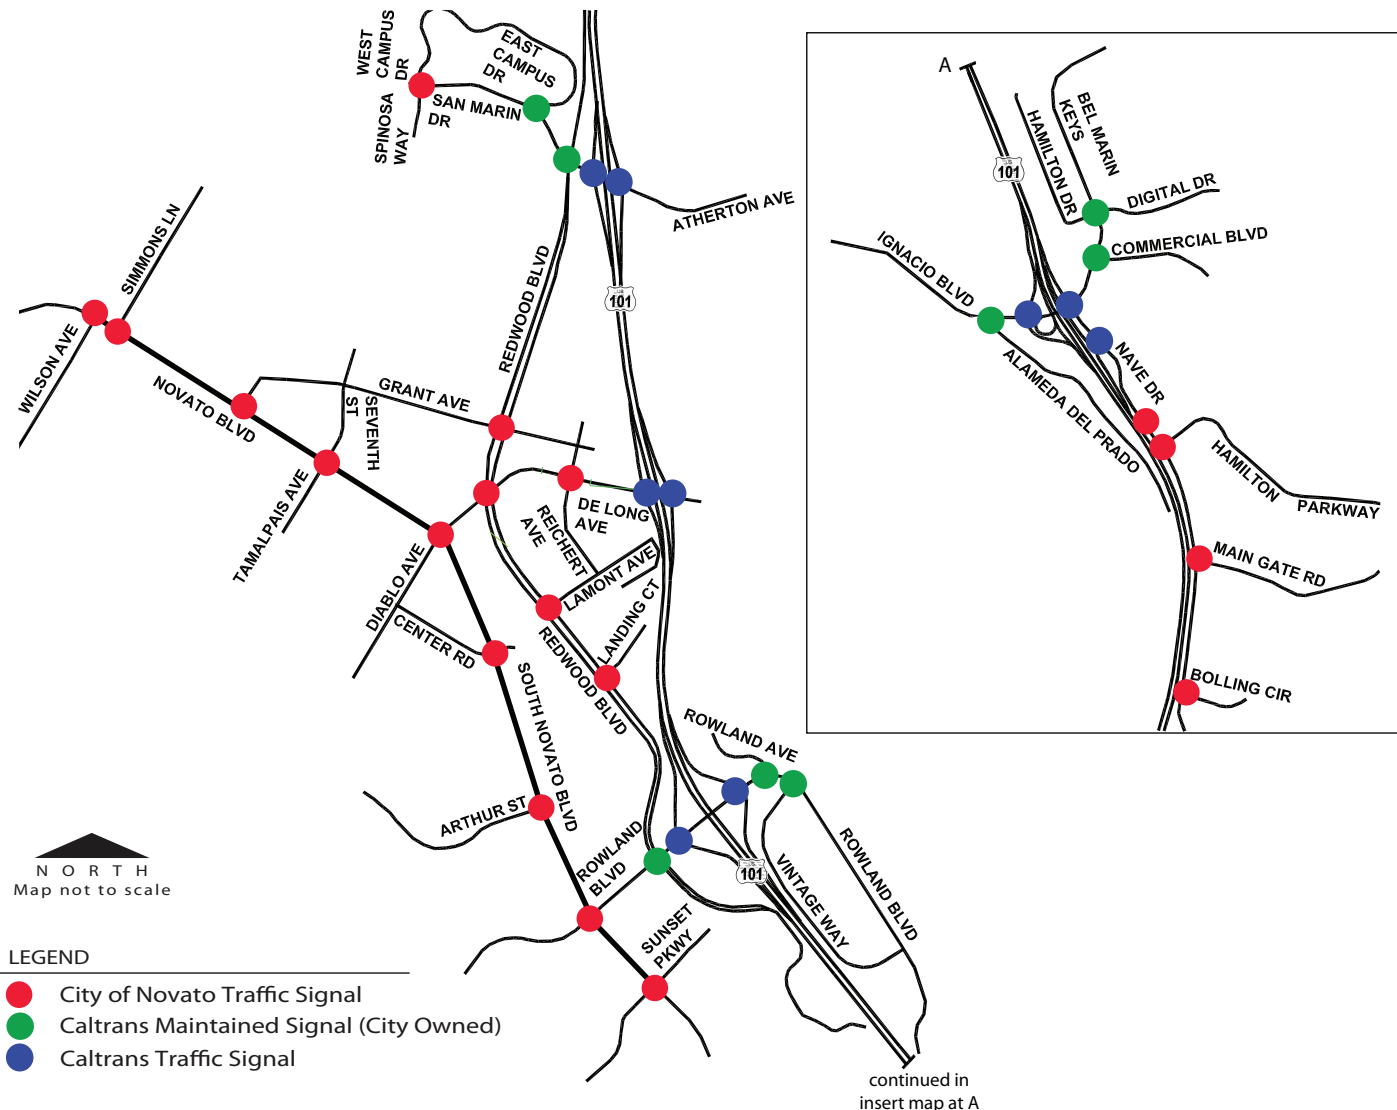 WEST
CAMPUS
DR
EAST
CAMPUS
DR
SAN MARIN
DR
SPINOSA
WAY
ATHERTON AVE
SIMMONS LN
REDWOOD BLVD
101
WILSON AVE
NOVATO BLVD
SEVENTH
ST
GRANT AVE
TAMALPAIS AVE
DE LONG
AVE
REICHERT
AVE
LAMONT AVE
DIABLO AVE
CENTER RD
LANDING CT
REDWOOD BLVD
SOUTH NOVATO BLVD
ROWLAND AVE
ARTHUR ST
ROWLAND
BLVD
101
VINTAGE WAY
ROWLAND BLVD
SUNSET
PKWY
continued in
insert map at A
A
101
HAMILTON DR
BEL MARIN
KEYS
DIGITAL DR
COMMERCIAL BLVD
IGNACIO BLVD
ALAMEDA DEL PRADO
NAVE DR
HAMILTON
PARKWAY
MAIN GATE RD
BOLLING CIR
NORTH
Map not to scale
LEGEND
City of Novato Traffic Signal
Caltrans Maintained Signal (City Owned)
Caltrans Traffic Signal